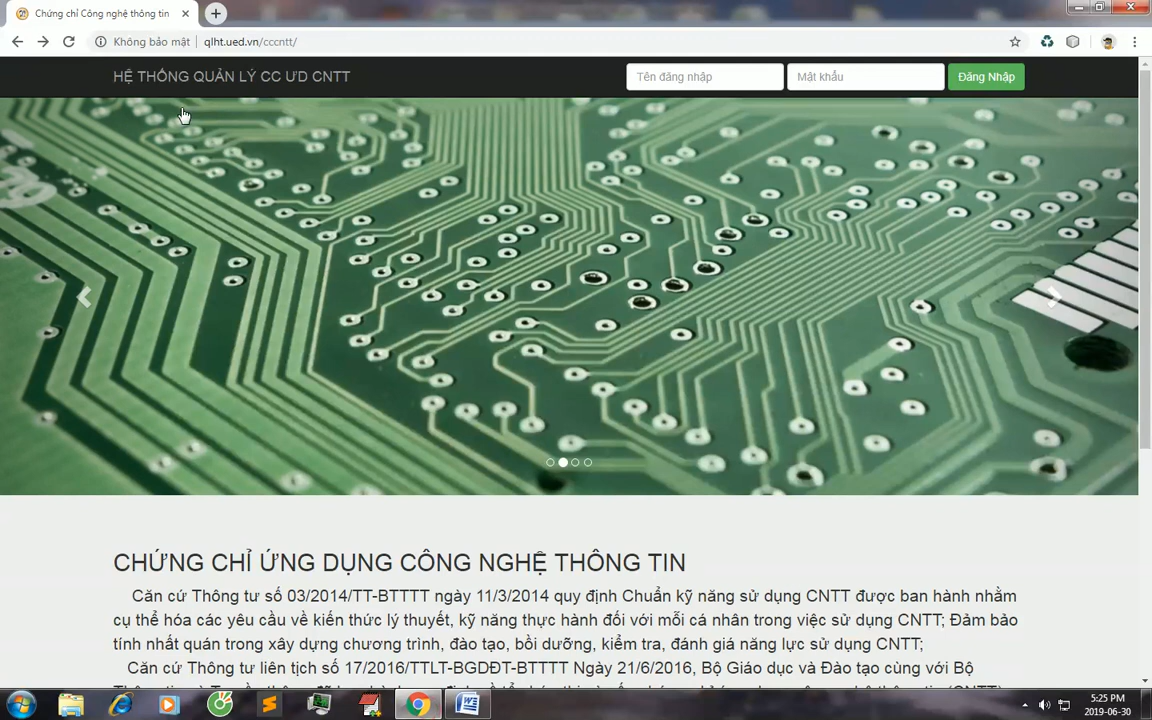 Chứng chỉ Công nghệ thông tin
Không bảo mật qlht.ued.vn/cccntt/
HỆ THỐNG QUẢN LÝ CC ƯD CNTT Tên đăng nhập Mật khẩu Đăng Nhập
CHỨNG CHỈ ỨNG DỤNG CÔNG NGHỆ THÔNG TIN
Căn cứ Thông tư số 03/2014/TT-BTTTT ngày 11/3/2014 quy định Chuẩn kỹ năng sử dụng CNTT được ban hành nhằm
cụ thể hóa các yêu cầu về kiến thức lý thuyết, kỹ năng thực hành đối với mỗi cá nhân trong việc sử dụng CNTT; Đảm bảo
tính nhất quán trong xây dựng chương trình, đào tạo, bồi dưỡng, kiểm tra, đánh giá năng lực sử dụng CNTT;
Căn cứ Thông tư liên tịch số 17/2016/TTLT-BGDĐT-BTTTT Ngày 21/6/2016, Bộ Giáo dục và Đào tạo cùng với Bộ
5:25 PM
2019-06-30